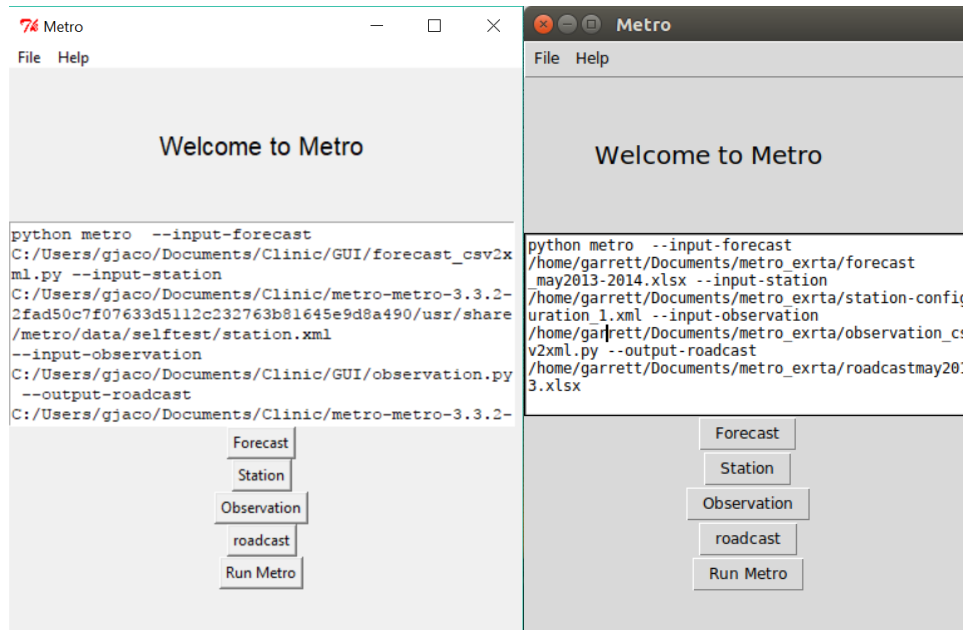 Metro
File Help
Welcome to Metro
python metro  --input-forecast
C:/Users/gjaco/Documents/Clinic/GUI/forecast_csv2x
ml.py --input-station
C:/Users/gjaco/Documents/Clinic/metro-metro-3.3.2-
2fad50c7f07633d5112c232763b81645e9d8a490/usr/share
/metro/data/selftest/station.xml
--input-observation
C:/Users/gjaco/Documents/Clinic/GUI/observation.py
--output-roadcast
C:/Users/gjaco/Documents/Clinic/metro-metro-3.3.2-
Forecast
Station
Observation
roadcast
Run Metro
Metro
File Help
Welcome to Metro
python metro  --input-forecast
/home/garrett/Documents/metro_exrta/forecast
_may2013-2014.xlsx --input-station
/home/garrett/Documents/metro_exrta/station-config
uration_1.xml --input-observation
/home/garrett/Documents/metro_exrta/observation_cs
v2xml.py --output-roadcast
/home/garrett/Documents/metro_exrta/roadcastmay201
3.xlsx
Forecast
Station
Observation
roadcast
Run Metro